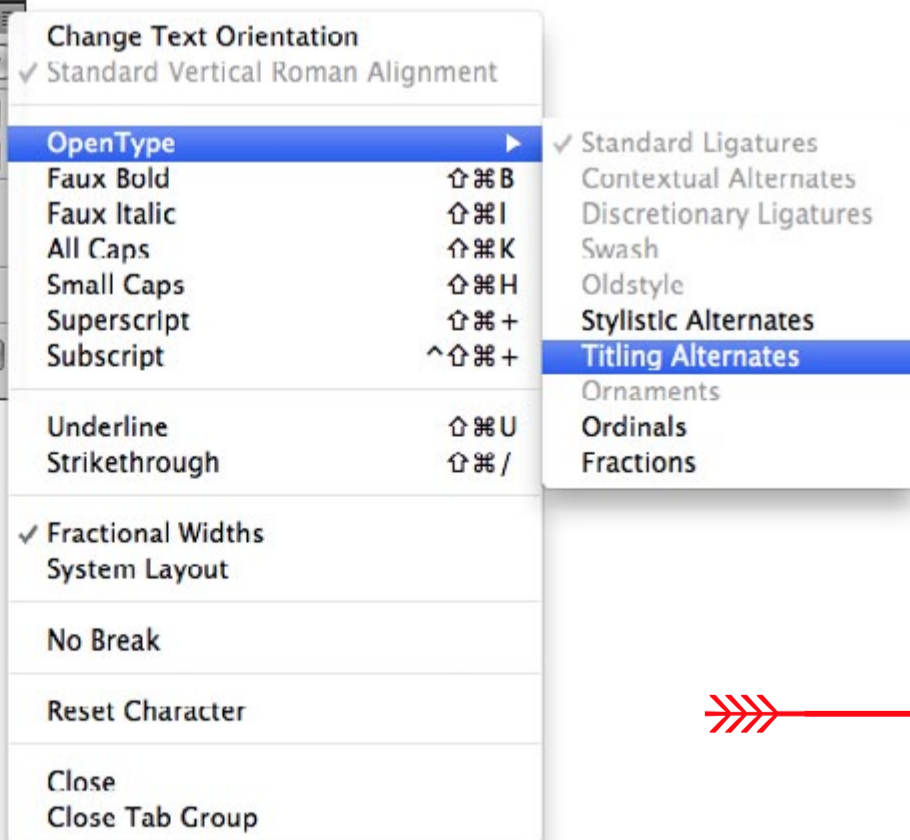 Change Text Orientation
✓ Standard Vertical Roman Alignment
OpenType ▶
Faux Bold ⇧⌘B
Faux Italic ⇧⌘I
All Caps ⇧⌘K
Small Caps ⇧⌘H
Superscript ⇧⌘+
Subscript ^⇧⌘+
Underline ⇧⌘U
Strikethrough ⇧⌘/
✓ Fractional Widths
System Layout
No Break
Reset Character
Close
Close Tab Group
✓ Standard Ligatures
Contextual Alternates
Discretionary Ligatures
Swash
Oldstyle
Stylistic Alternates
Titling Alternates
Ornaments
Ordinals
Fractions